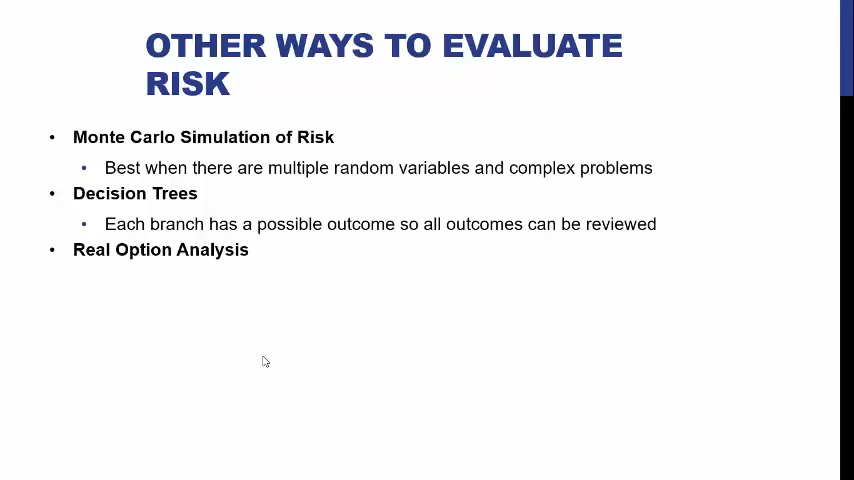 OTHER WAYS TO EVALUATE
RISK
• Monte Carlo Simulation of Risk
• Best when there are multiple random variables and complex problems
• Decision Trees
• Each branch has a possible outcome so all outcomes can be reviewed
• Real Option Analysis